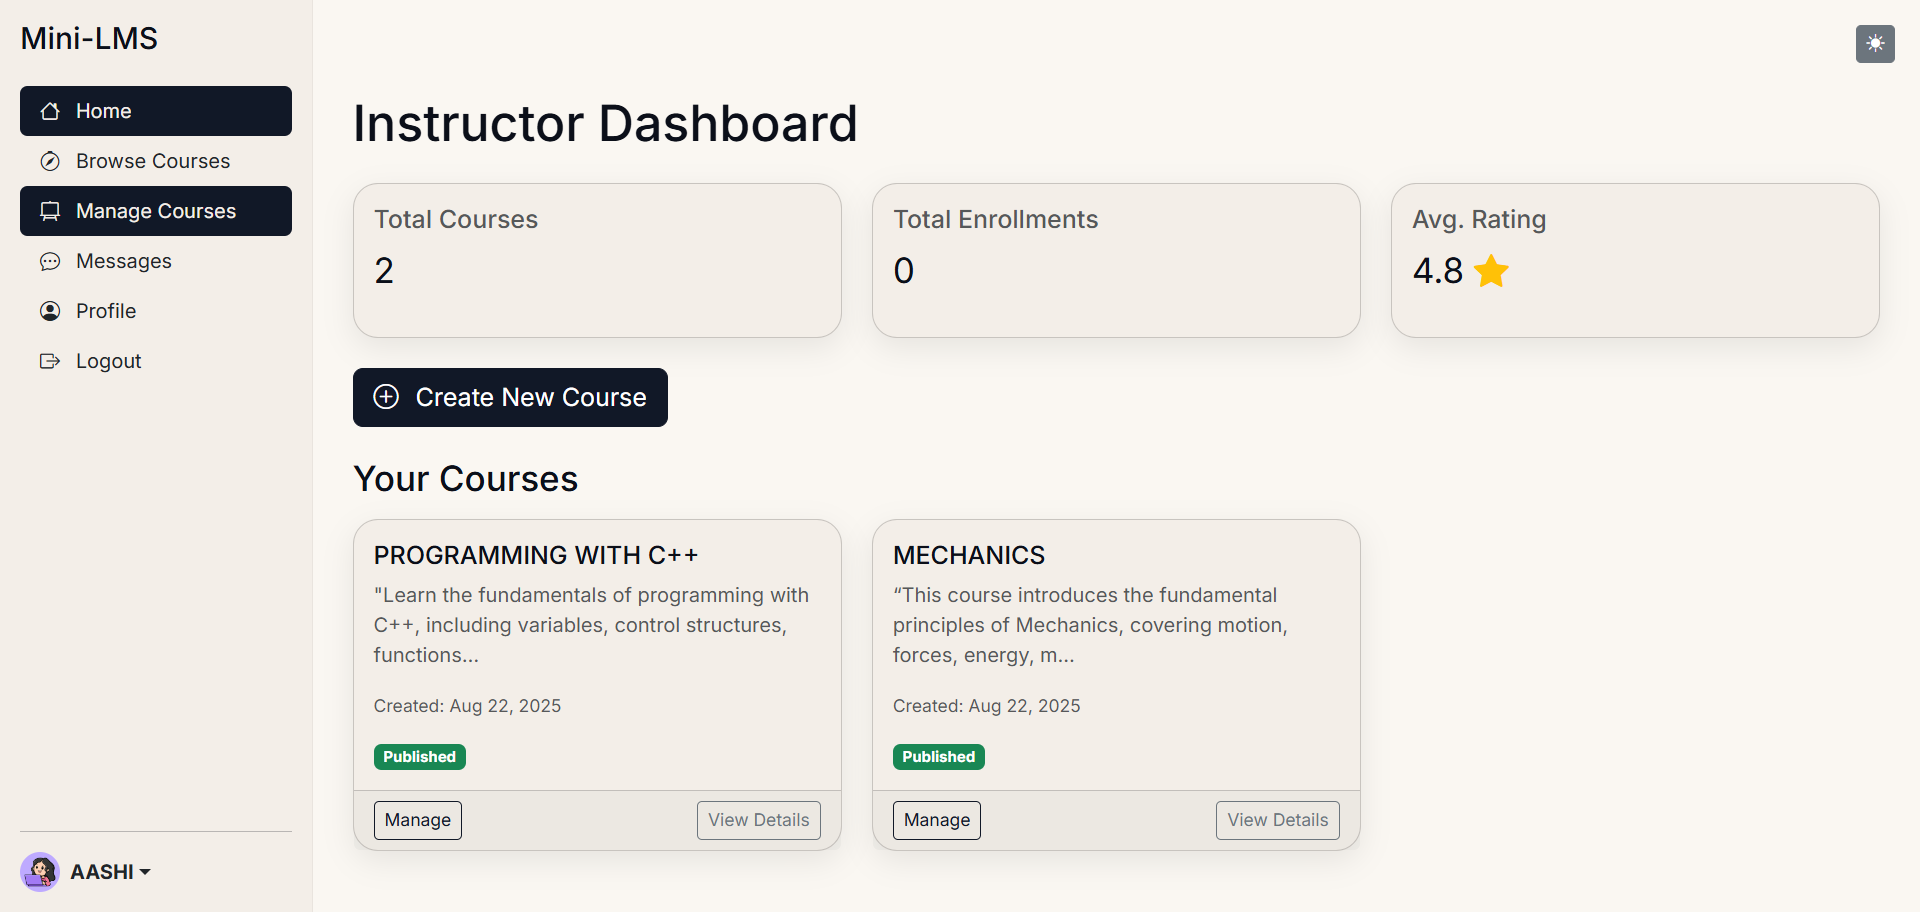 Mini-LMS
Home
Browse Courses
Manage Courses
Messages
Profile
Logout
AASHI
Instructor Dashboard
Total Courses
2
Total Enrollments
0
Avg. Rating
4.8
Create New Course
Your Courses
PROGRAMMING WITH C++
"Learn the fundamentals of programming with
C++, including variables, control structures,
functions...
Created: Aug 22, 2025
Published
Manage
View Details
MECHANICS
“This course introduces the fundamental
principles of Mechanics, covering motion,
forces, energy, m...
Created: Aug 22, 2025
Published
Manage
View Details